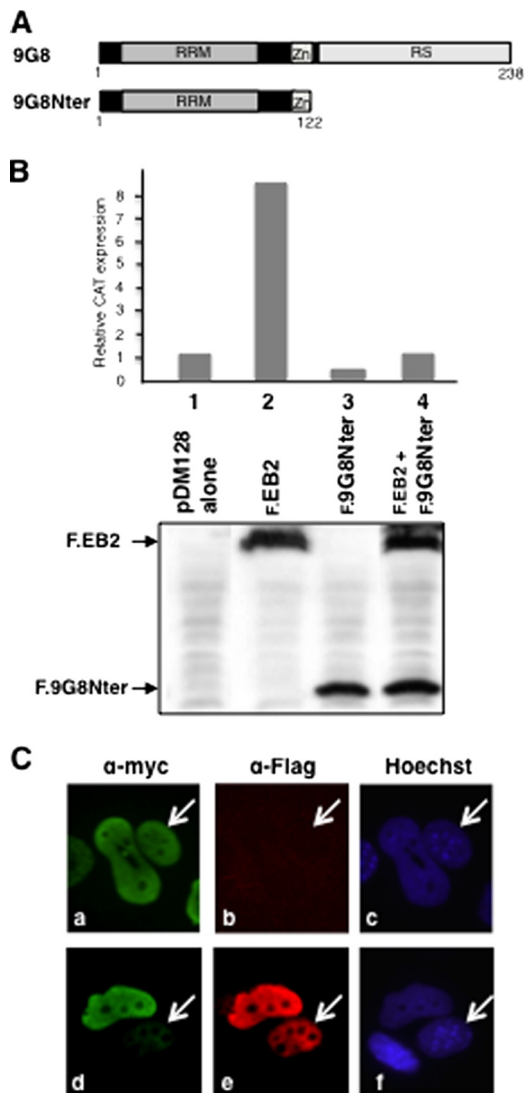 A
9G8
RRM
Zn
RS
1
238
9G8Nter
RRM
Zn
1
122
B
Relative CAT expression
8
7
6
5
4
3
2
1
0
1
2
3
4
pDM128 alone
F.EB2
F.9G8Nter
F.EB2 + F.9G8Nter
F.EB2
F.9G8Nter
C
α-myc
α-Flag
Hoechst
a
b
c
d
e
f